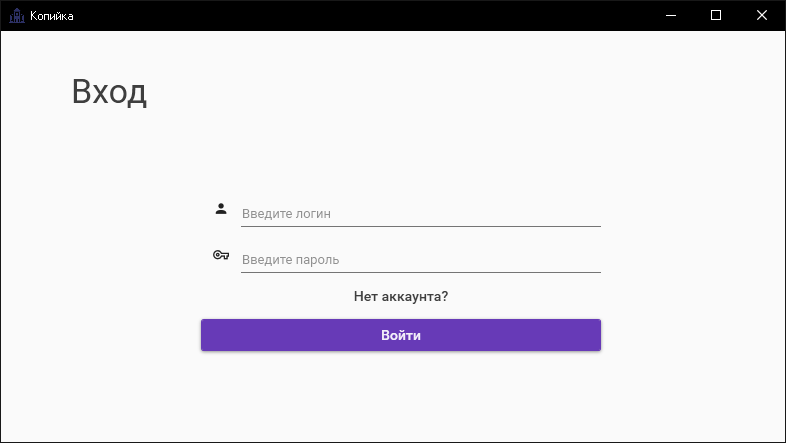 Копийка
Вход
Введите логин
Введите пароль
Нет аккаунта?
Войти